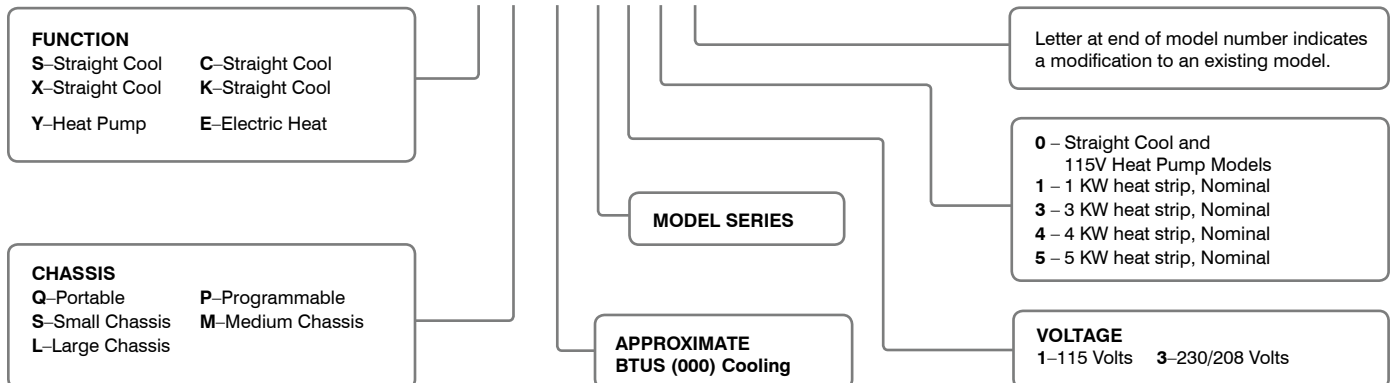 FUNCTION
S–Straight Cool C–Straight Cool
X–Straight Cool K–Straight Cool
Y–Heat Pump E–Electric Heat
CHASSIS
Q–Portable P–Programmable
S–Small Chassis M–Medium Chassis
L–Large Chassis
MODEL SERIES
APPROXIMATE
BTUS (000) Cooling
Letter at end of model number indicates
a modification to an existing model.
0 – Straight Cool and
115V Heat Pump Models
1 – 1 KW heat strip, Nominal
3 – 3 KW heat strip, Nominal
4 – 4 KW heat strip, Nominal
5 – 5 KW heat strip, Nominal
VOLTAGE
1–115 Volts 3–230/208 Volts